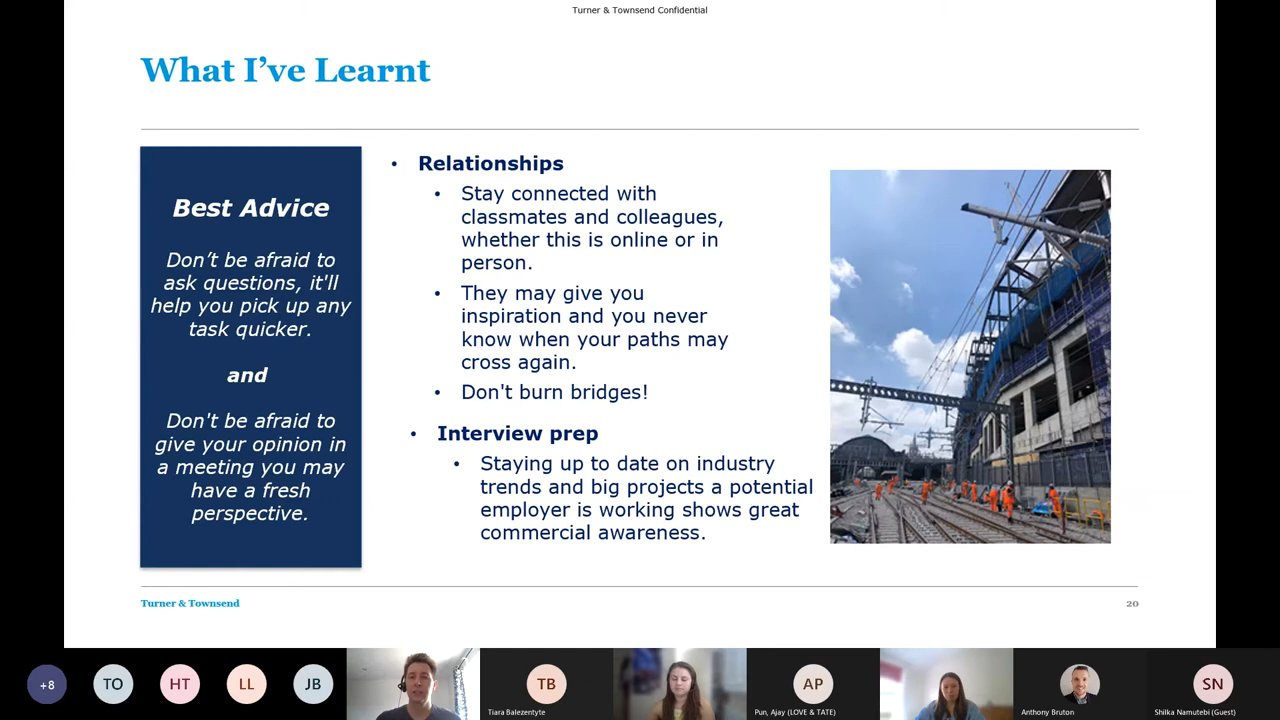 Turner & Townsend Confidential
What I’ve Learnt
Best Advice
Don’t be afraid to
ask questions, it'll
help you pick up any
task quicker.
and
Don't be afraid to
give your opinion in
a meeting you may
have a fresh
perspective.
• Relationships
• Stay connected with
classmates and colleagues,
whether this is online or in
person.
• They may give you
inspiration and you never
know when your paths may
cross again.
• Don't burn bridges!
• Interview prep
• Staying up to date on industry
trends and big projects a potential
employer is working shows great
commercial awareness.
Turner & Townsend
20
+8
TO
HT
LL
JB
TB
Tiara Balezentyte
AP
Pun, Ajay (LOVE & TATE)
Anthony Bruton
SN
Shilka Namutebi (Guest)